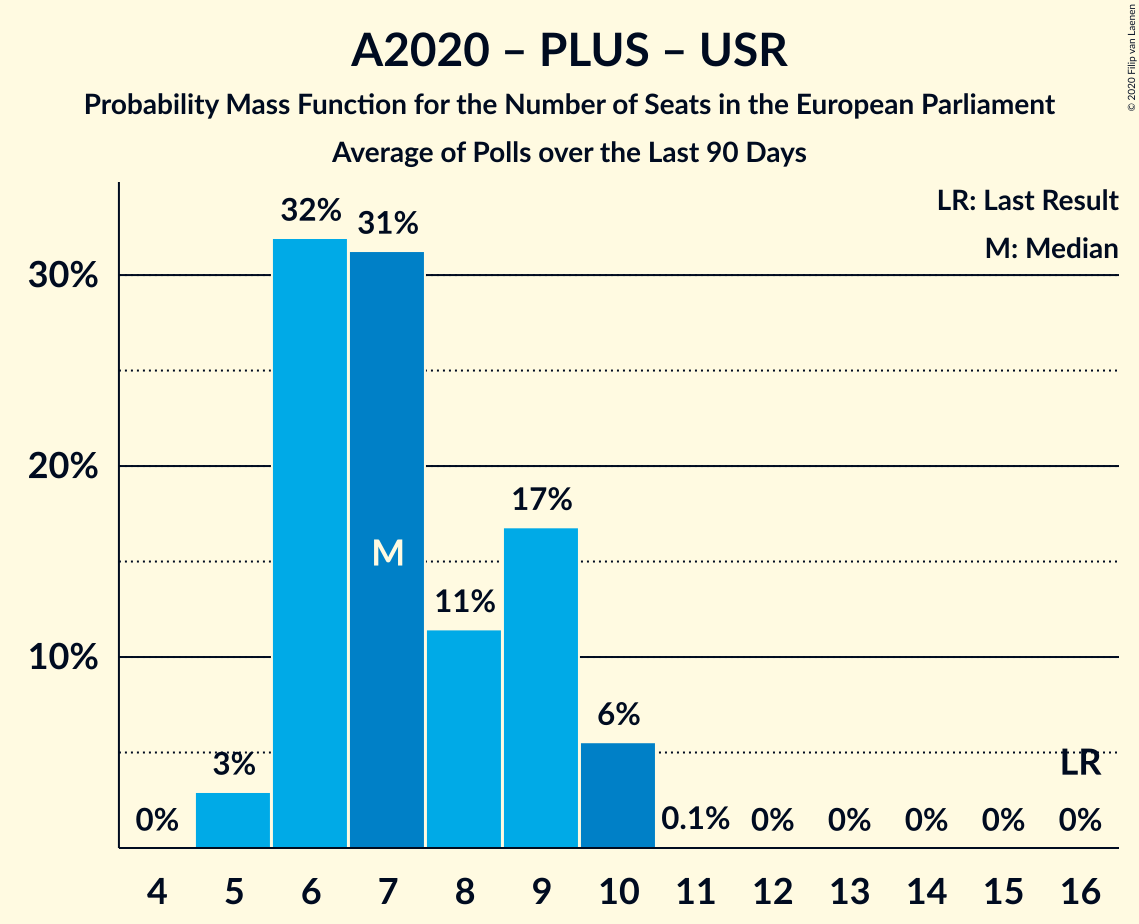 A2020 – PLUS – USR
Probability Mass Function for the Number of Seats in the European Parliament
Average of Polls over the Last 90 Days
© 2020 Filip van Laenen
LR: Last Result
M: Median
32%
31%
30%
20%
17%
M
11%
10%
6%
3%
LR
0%
0.1%
0%
0%
0%
0%
0%
4 5 6 7 8 9 10 11 12 13 14 15 16